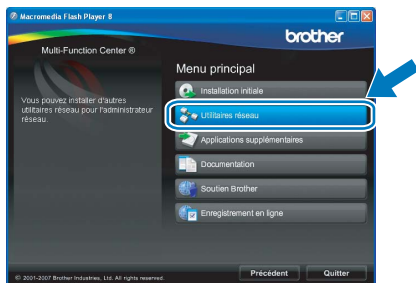 Macromedia Flash Player 8
brother
Multi-Function Center ®
Menu principal
Installation initiale
Vous pouvez installer d'autres
utilitaires réseau pour l'administrateur
réseau.
Utilitaires réseau
Applications supplémentaires
Documentation
Soutien Brother
Enregistrement en ligne
© 2001-2007 Brother Industries, Ltd. All rights reserved.
Précédent
Quitter